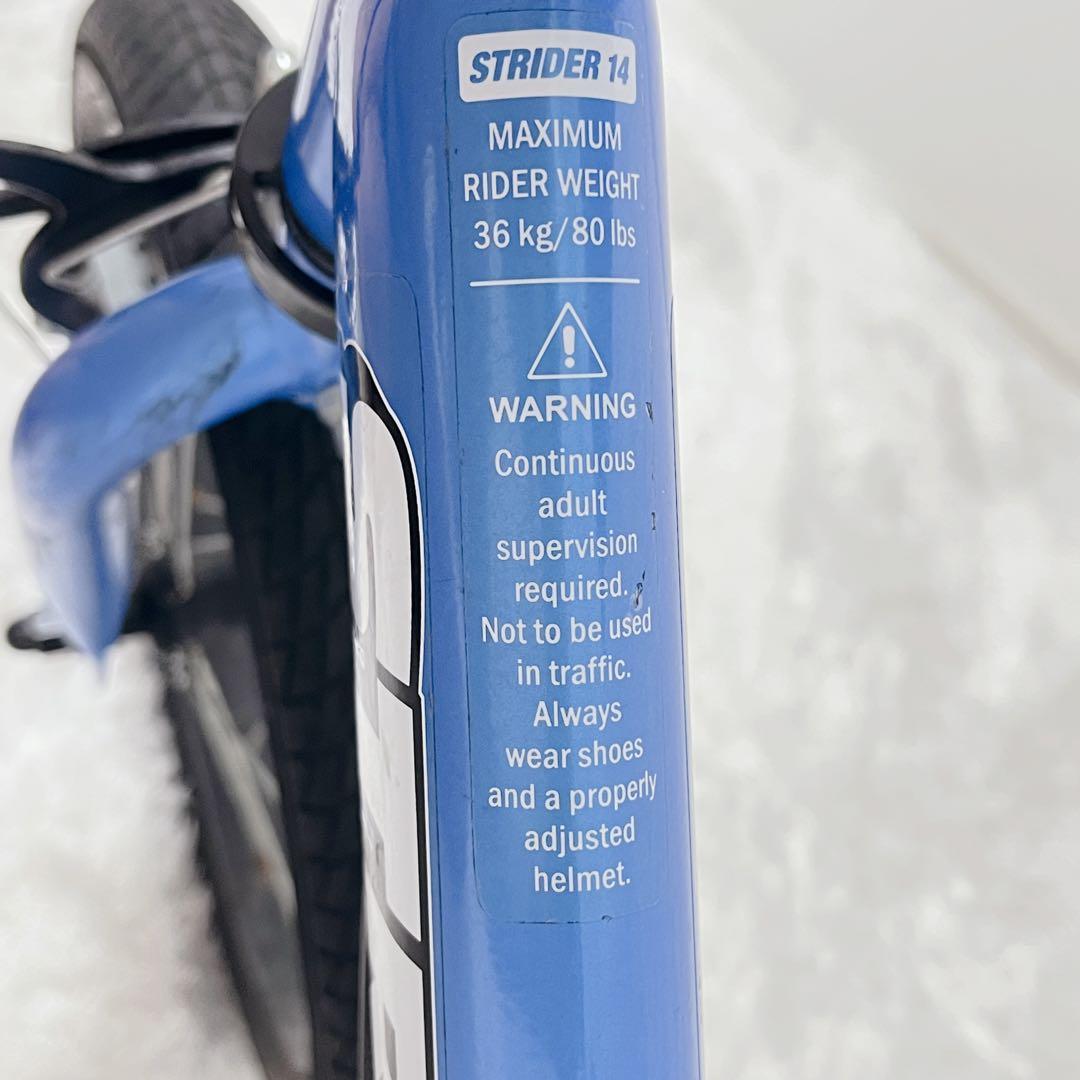 STRIDER 14
MAXIMUM
RIDER WEIGHT
36 kg/80 lbs
WARNING
Continuous
adult
supervision
required.
Not to be used
in traffic.
Always
wear shoes
and a properly
adjusted
helmet.